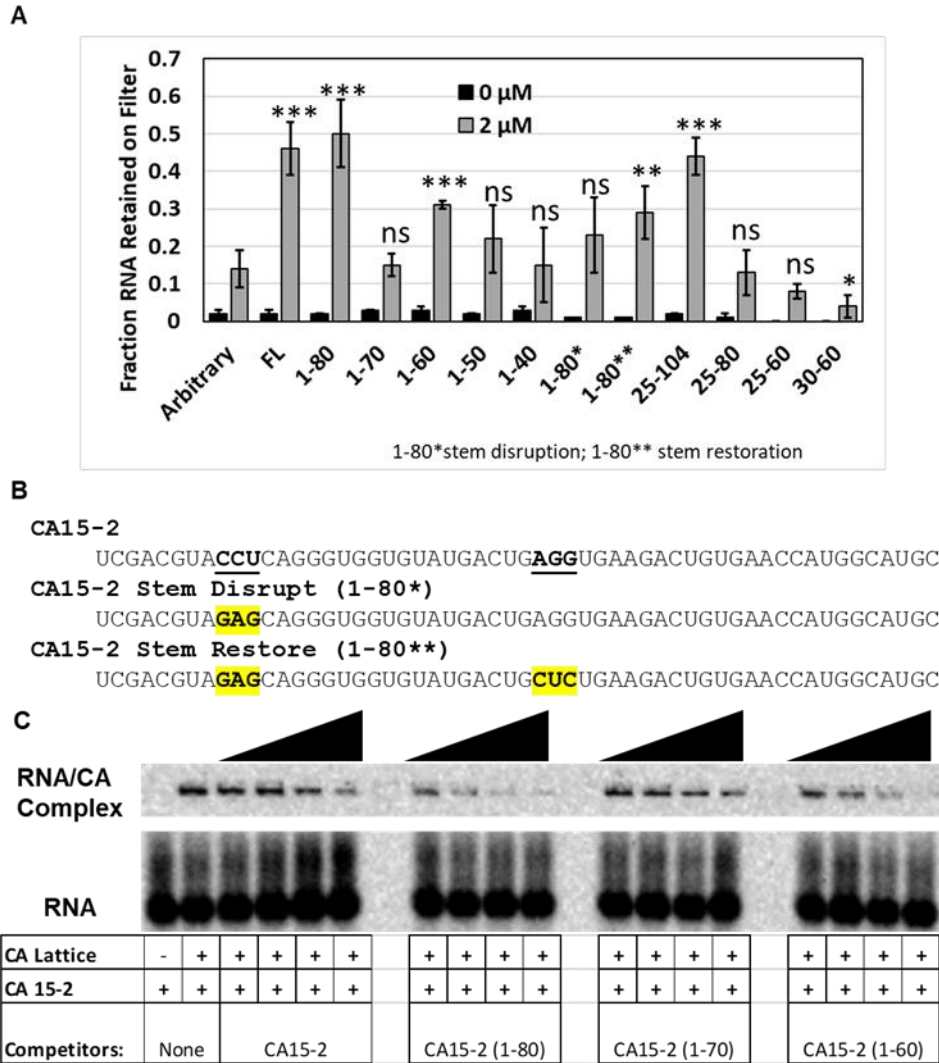 A
Fraction RNA Retained on Filter
0.7
0.6
0.5
0.4
0.3
0.2
0.1
0
0 µM
2 µM
*** *** ns *** ns ns ns ** *** ns ns *
Arbitrary FL 1-80 1-70 1-60 1-50 1-40 1-80* 1-80** 25-104 25-80 25-60 30-60
1-80*stem disruption; 1-80** stem restoration
B
CA15-2
UCGACGUACCUCAGGGUGGUGUAUGACUGAGGUGAAGACUGUGAACCAUGGCAUGC
CA15-2 Stem Disrupt (1-80*)
UCGACGUAGAGCAGGGUGGUGUAUGACUGAGGUGAAGACUGUGAACCAUGGCAUGC
CA15-2 Stem Restore (1-80**)
UCGACGUAGAGCAGGGUGGUGUAUGACUGCUCUGAAGACUGUGAACCAUGGCAUGC
C
RNA/CA
Complex
RNA
CA Lattice - + + + + + + + + + + + + + + + + +
CA 15-2 + + + + + + + + + + + + + + + + + +
Competitors: None CA15-2 CA15-2 (1-80) CA15-2 (1-70) CA15-2 (1-60)